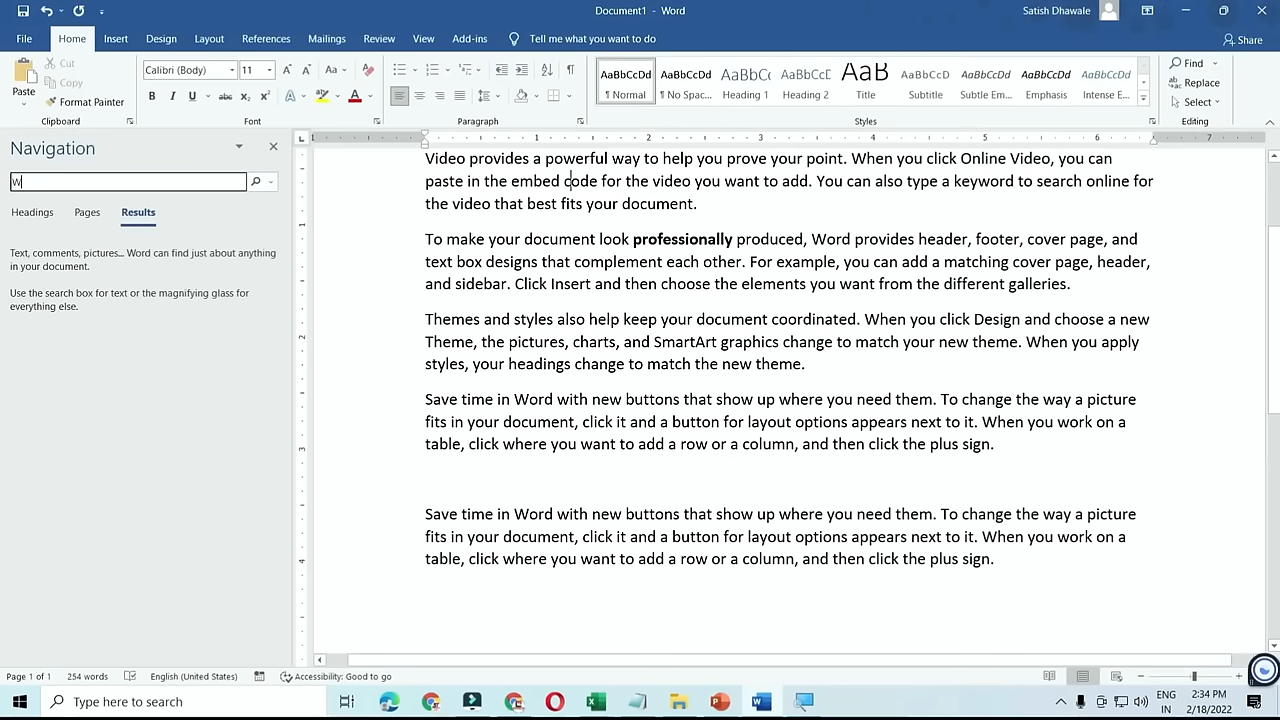 Document1 - Word
Satish Dhawale
File Home Insert Design Layout References Mailings Review View Add-ins Tell me what you want to do Share
Paste
Cut
Copy
Format Painter
Clipboard
Calibri (Body) 11 A A Aa
B I U abc x2 x2 A A
Font
Paragraph
AaBbCcDd AaBbCcDd AaBbC AaBbCcD AaB AaBbCcD AaBbCcDd AaBbCcDd AaBbCcDd
¶ Normal ¶ No Spac... Heading 1 Heading 2 Title Subtitle Subtle Em... Emphasis Intense E...
Styles
Find
Replace
Select
Editing
Navigation
W
Headings Pages Results
Text, comments, pictures... Word can find just about anything
in your document.
Use the search box for text or the magnifying glass for
everything else.
1 1 2 3 4 5 6 7
1
2
3
4
Video provides a powerful way to help you prove your point. When you click Online Video, you can
paste in the embed code for the video you want to add. You can also type a keyword to search online for
the video that best fits your document.
To make your document look professionally produced, Word provides header, footer, cover page, and
text box designs that complement each other. For example, you can add a matching cover page, header,
and sidebar. Click Insert and then choose the elements you want from the different galleries.
Themes and styles also help keep your document coordinated. When you click Design and choose a new
Theme, the pictures, charts, and SmartArt graphics change to match your new theme. When you apply
styles, your headings change to match the new theme.
Save time in Word with new buttons that show up where you need them. To change the way a picture
fits in your document, click it and a button for layout options appears next to it. When you work on a
table, click where you want to add a row or a column, and then click the plus sign.
Save time in Word with new buttons that show up where you need them. To change the way a picture
fits in your document, click it and a button for layout options appears next to it. When you work on a
table, click where you want to add a row or a column, and then click the plus sign.
Page 1 of 1 254 words English (United States) Accessibility: Good to go
Type here to search
ENG
IN
2:34 PM
2/18/2022